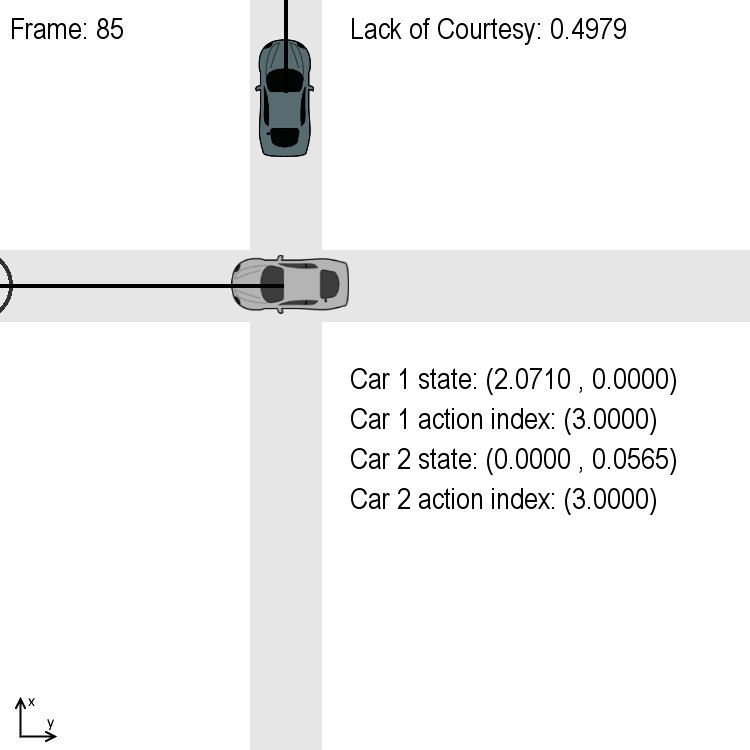 Frame: 85
Lack of Courtesy: 0.4979
Car 1 state: (2.0710 , 0.0000)
Car 1 action index: (3.0000)
Car 2 state: (0.0000 , 0.0565)
Car 2 action index: (3.0000)
x
y